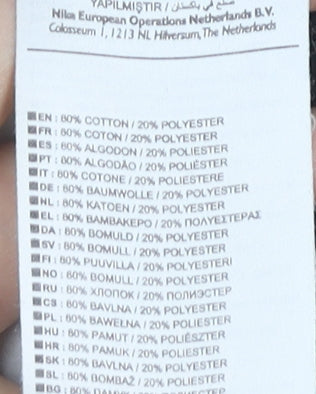 YAPILMIŞTIR / صنع في باكستان
Nike European Operations Netherlands B.V.
Colosseum 1, 1213 NL Hilversum, The Netherlands
EN : 80% COTTON / 20% POLYESTER
FR : 80% COTON / 20% POLYESTER
ES : 80% ALGODON / 20% POLIESTER
PT : 80% ALGODÃO / 20% POLIÉSTER
IT : 80% COTONE / 20% POLIESTERE
DE : 80% BAUMWOLLE / 20% POLYESTER
NL : 80% KATOEN / 20% POLYESTER
EL : 80% ΒΑΜΒΑΚΕΡΟ / 20% ΠΟΛΥΕΣΤΕΡΑΣ
DA : 80% BOMULD / 20% POLYESTER
SV : 80% BOMULL / 20% POLYESTER
FI : 80% PUUVILLA / 20% POLYESTERI
NO : 80% BOMULL / 20% POLYESTER
RU : 80% ХЛОПОК / 20% ПОЛИЭСТЕР
CS : 80% BAVLNA / 20% POLYESTER
PL : 80% BAWEŁNA / 20% POLIESTER
HU : 80% PAMUT / 20% POLIÉSZTER
HR : 80% PAMUK / 20% POLIESTER
SK : 80% BAVLNA / 20% POLYESTER
SL : 80% BOMBAŽ / 20% POLIESTER
BG : 80%